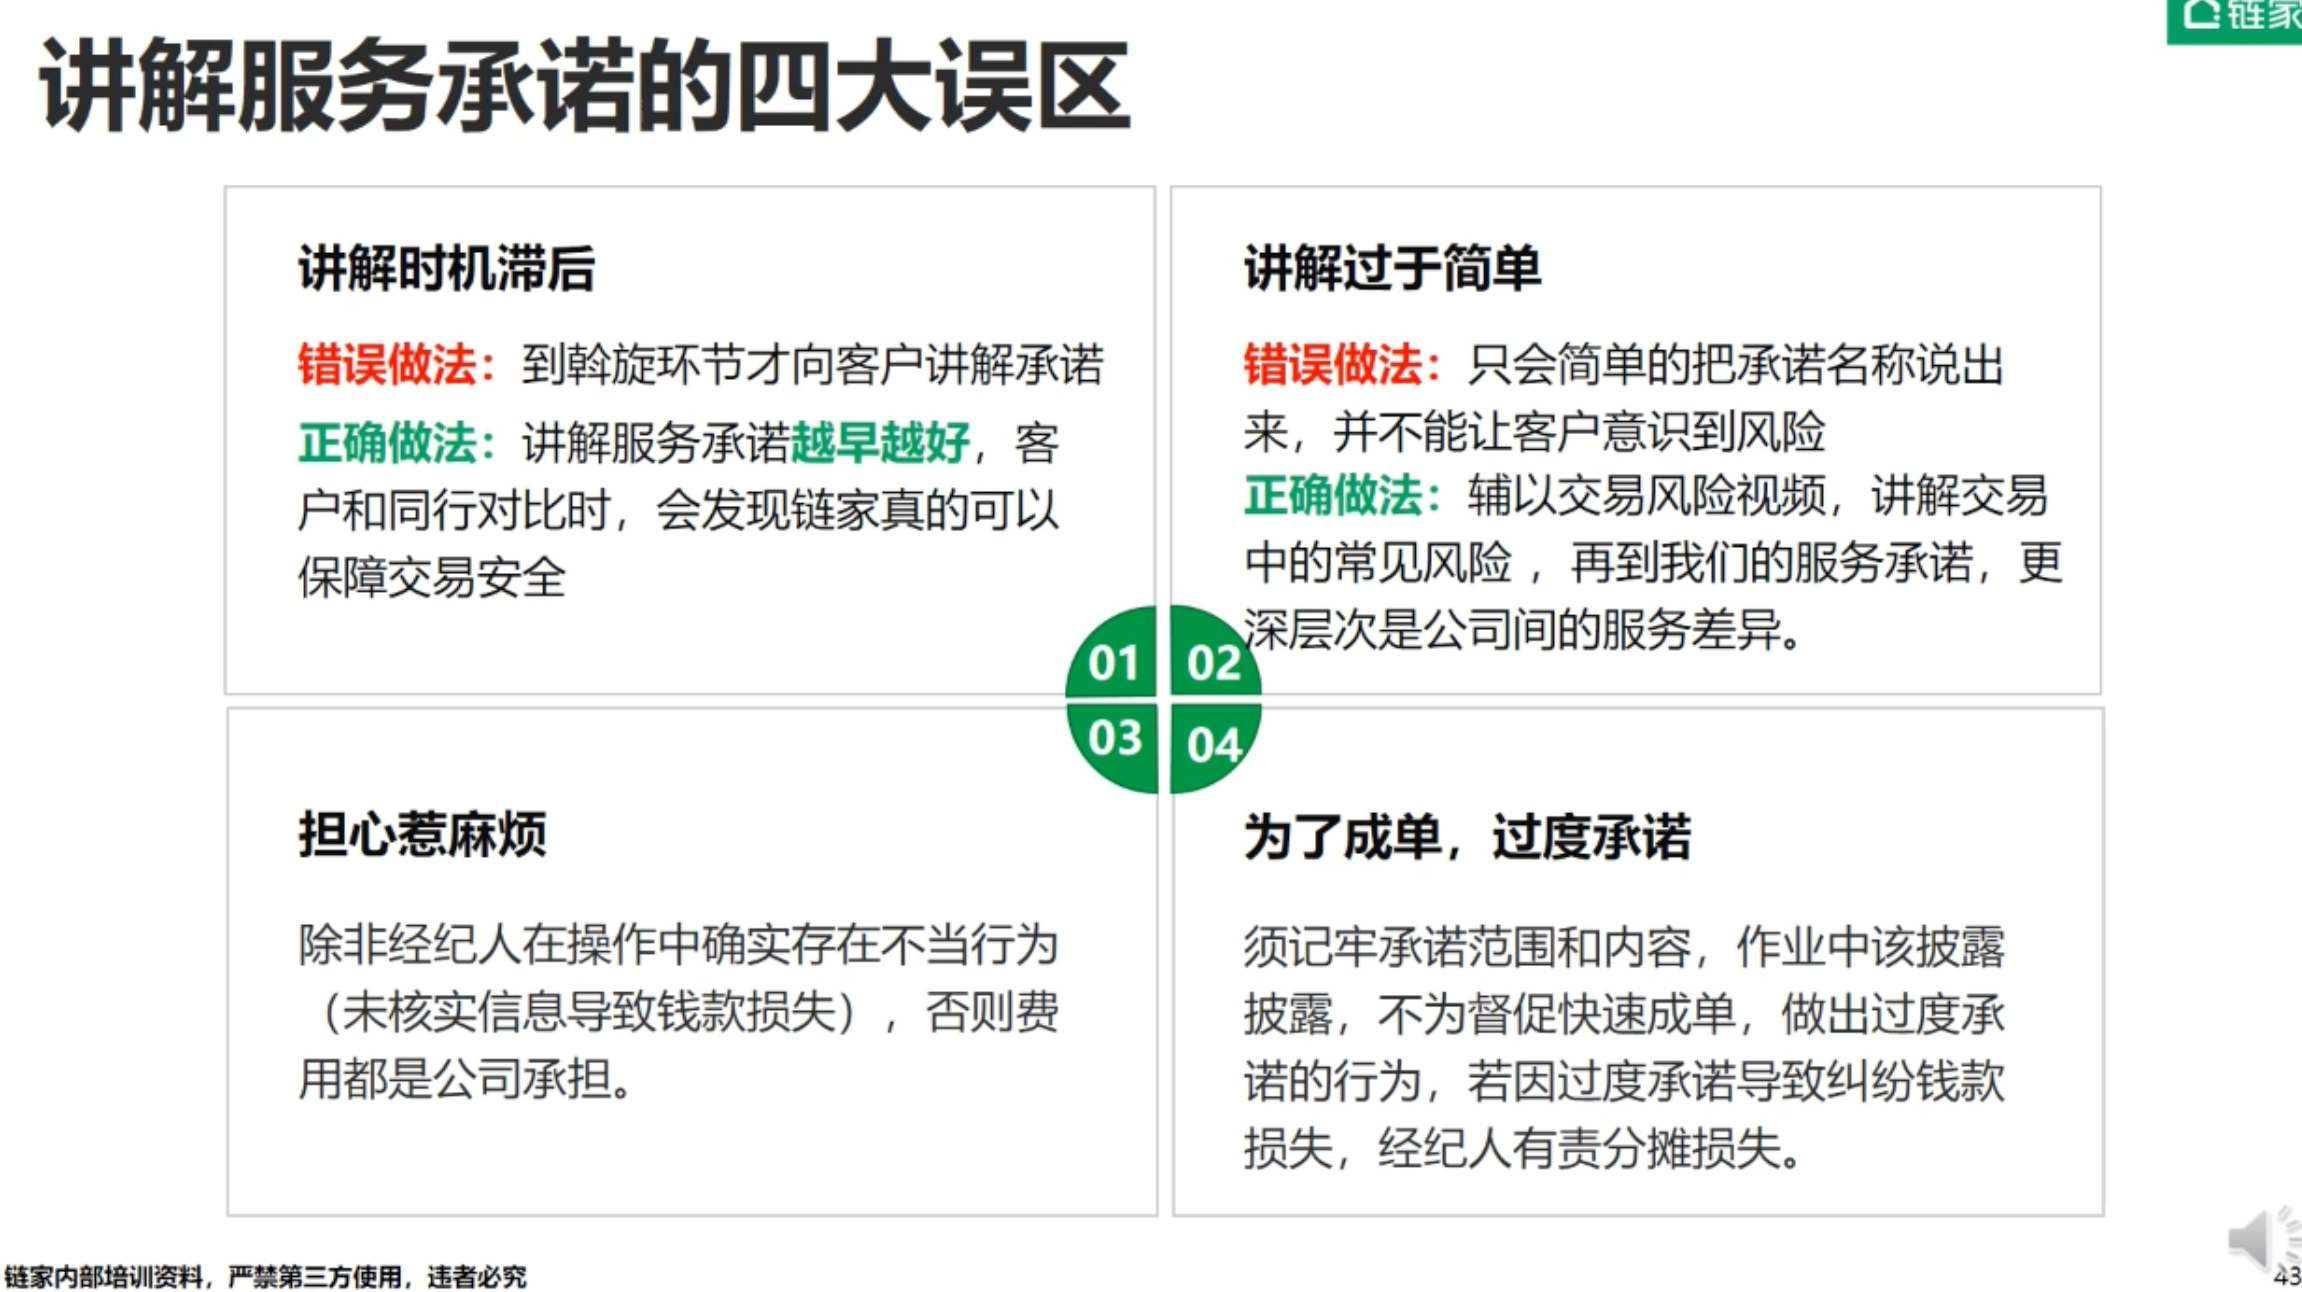 链家
讲解服务承诺的四大误区
讲解时机滞后
错误做法：到斡旋环节才向客户讲解承诺
正确做法：讲解服务承诺越早越好，客
户和同行对比时，会发现链家真的可以
保障交易安全
讲解过于简单
错误做法：只会简单的把承诺名称说出
来，并不能让客户意识到风险
正确做法：辅以交易风险视频，讲解交易
中的常见风险 ，再到我们的服务承诺，更
深层次是公司间的服务差异。
01
02
03
04
担心惹麻烦
除非经纪人在操作中确实存在不当行为
（未核实信息导致钱款损失），否则费
用都是公司承担。
为了成单，过度承诺
须记牢承诺范围和内容，作业中该披露
披露，不为督促快速成单，做出过度承
诺的行为，若因过度承诺导致纠纷钱款
损失，经纪人有责分摊损失。
链家内部培训资料，严禁第三方使用，违者必究
43